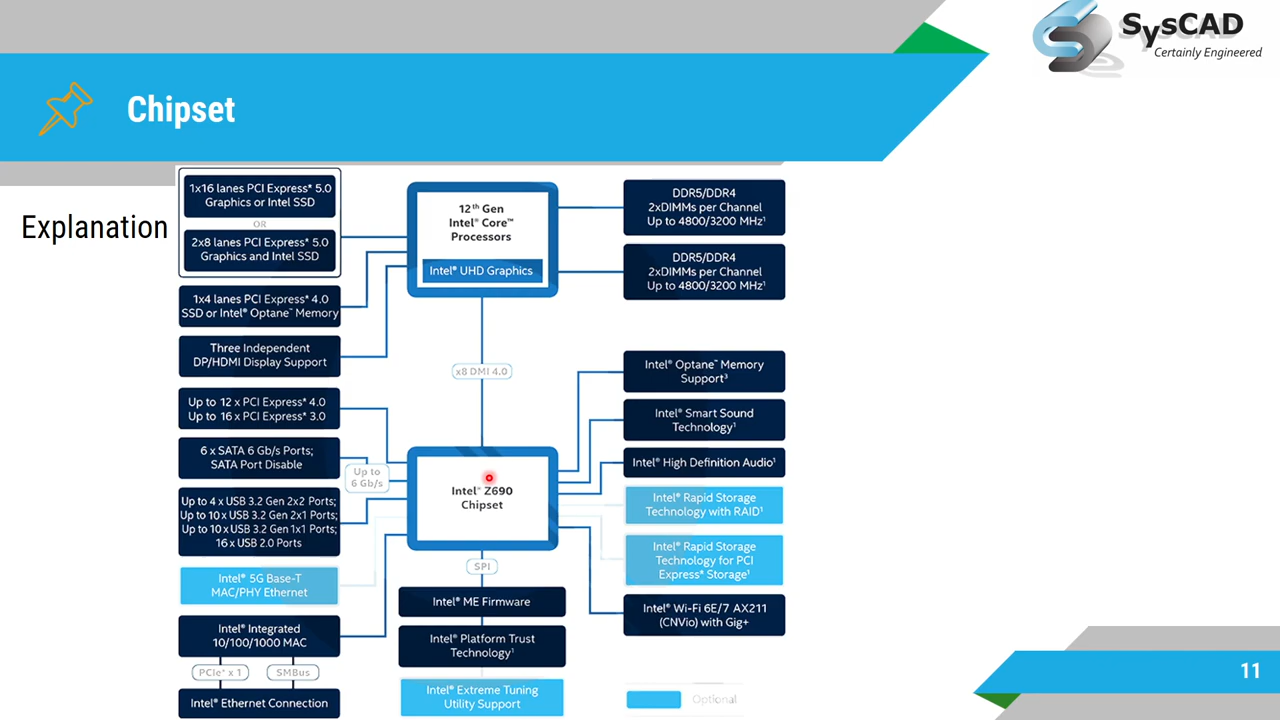 SysCAD
Certainly Engineered
Chipset
Explanation
1x16 lanes PCI Express* 5.0
Graphics or Intel SSD
OR
2x8 lanes PCI Express* 5.0
Graphics and Intel SSD
1x4 lanes PCI Express* 4.0
SSD or Intel® Optane™ Memory
Three Independent
DP/HDMI Display Support
12th Gen
Intel® Core™
Processors
Intel® UHD Graphics
DDR5/DDR4
2xDIMMs per Channel
Up to 4800/3200 MHz¹
DDR5/DDR4
2xDIMMs per Channel
Up to 4800/3200 MHz¹
x8 DMI 4.0
Up to 12 x PCI Express* 4.0
Up to 16 x PCI Express* 3.0
6 x SATA 6 Gb/s Ports;
SATA Port Disable
Up to
6 Gb/s
Up to 4 x USB 3.2 Gen 2x2 Ports;
Up to 10 x USB 3.2 Gen 2x1 Ports;
Up to 10 x USB 3.2 Gen 1x1 Ports;
16 x USB 2.0 Ports
Intel® 5G Base-T
MAC/PHY Ethernet
Intel® Integrated
10/100/1000 MAC
PCIe* x 1
SMBus
Intel® Ethernet Connection
Intel® Z690
Chipset
SPI
Intel® ME Firmware
Intel® Platform Trust
Technology¹
Intel® Extreme Tuning
Utility Support
Intel® Optane™ Memory
Support³
Intel® Smart Sound
Technology¹
Intel® High Definition Audio¹
Intel® Rapid Storage
Technology with RAID¹
Intel® Rapid Storage
Technology for PCI
Express* Storage¹
Intel® Wi-Fi 6E/7 AX211
(CNVio) with Gig+
Optional
11